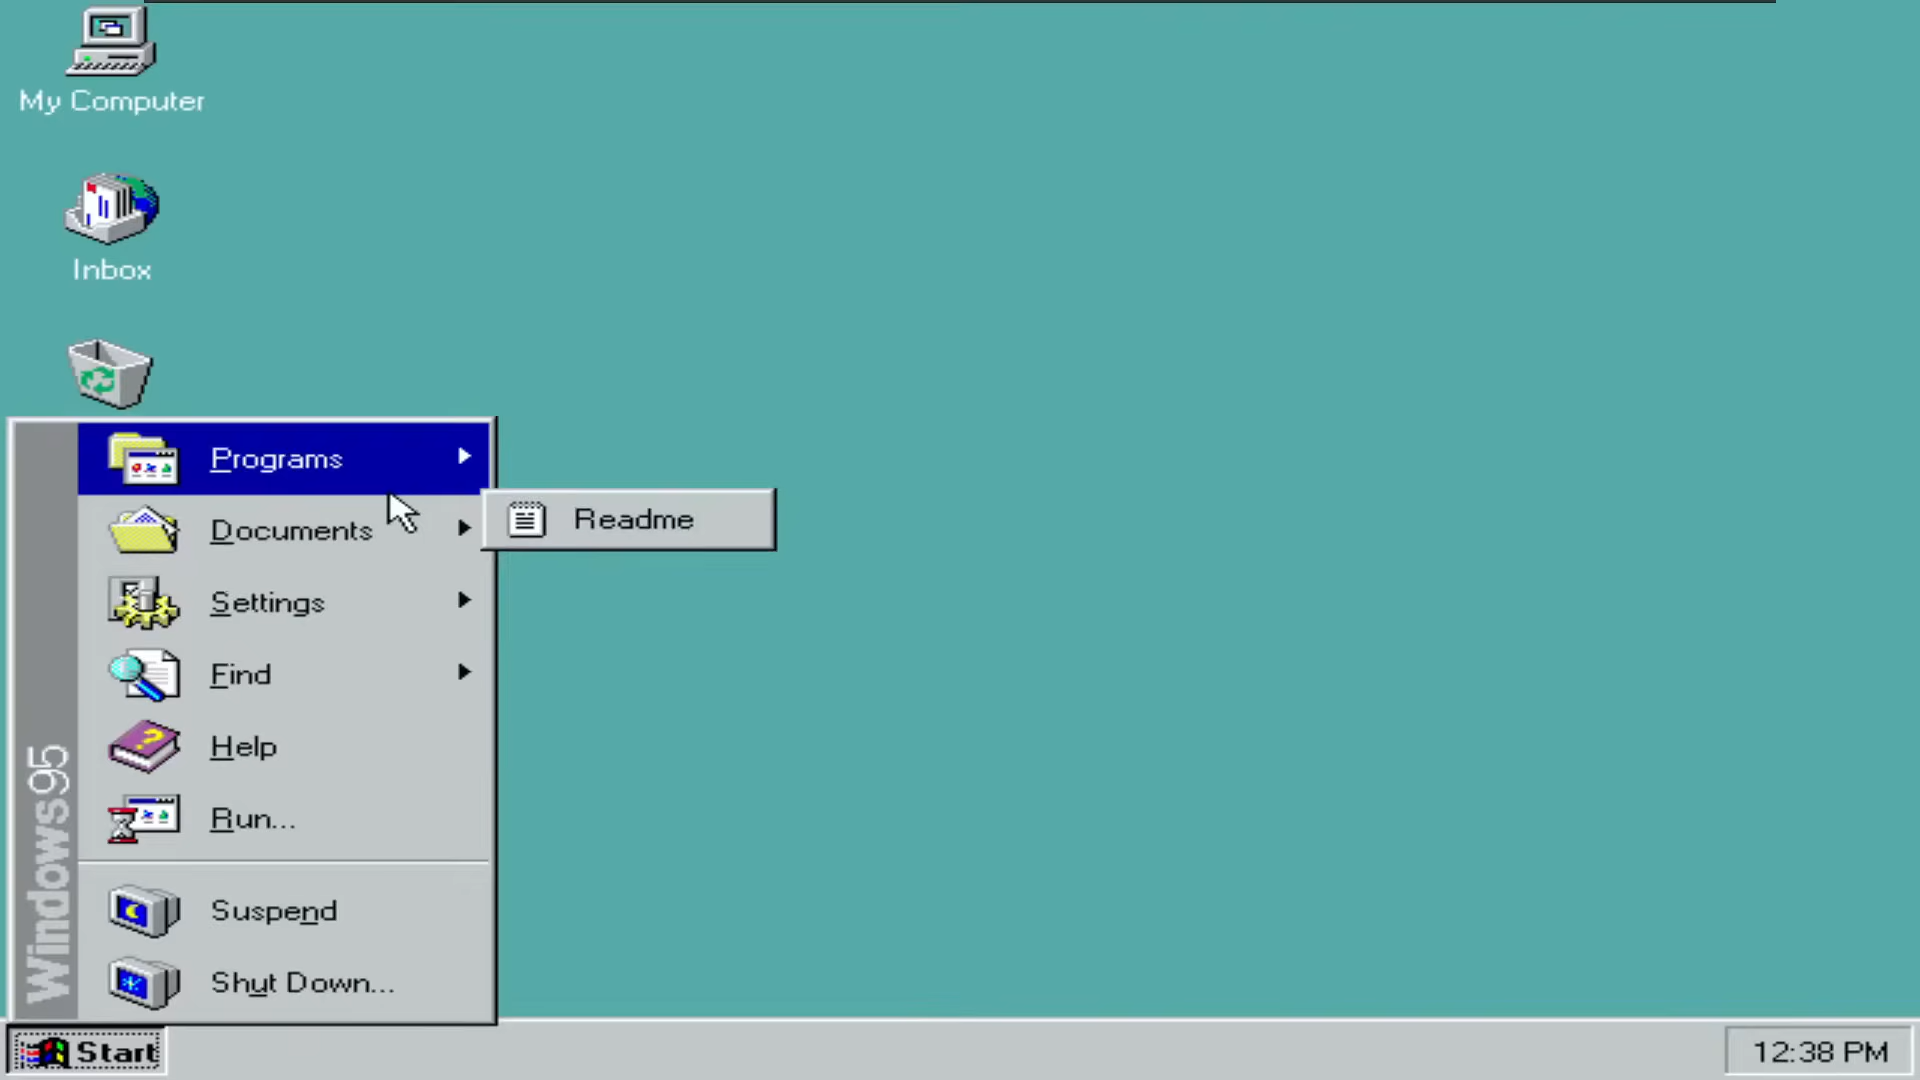 My Computer
Inbox
Programs
Documents
Readme
Settings
Find
Help
Run...
Suspend
Shut Down...
Windows95
Start
12:38 PM